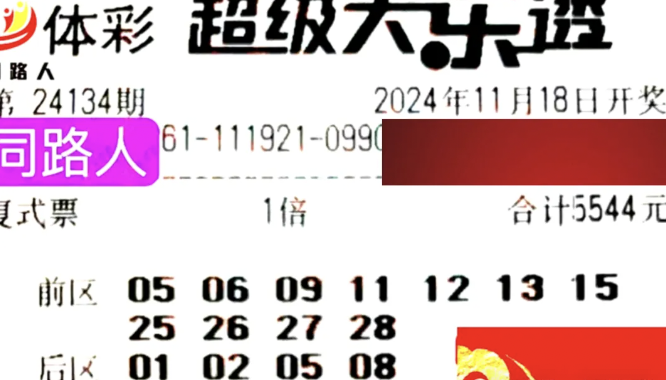 体彩 超级大乐透
路人
第 24134期 2024年11月18日开奖
同路人 61-111921-0990
复式票 1倍 合计5544元
前区 05 06 09 11 12 13 15
25 26 27 28
后区 01 02 05 08